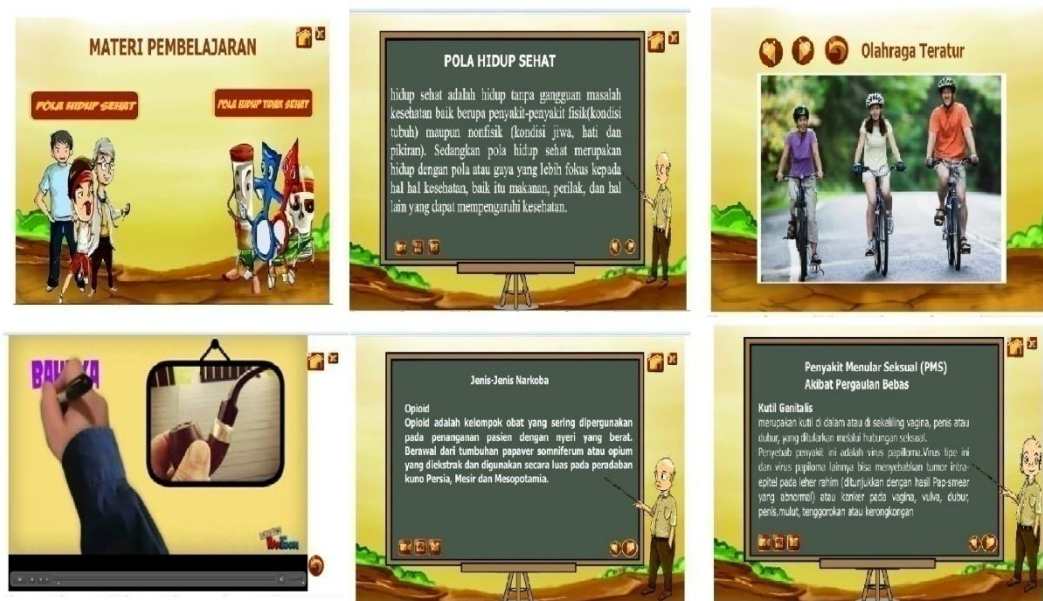 MATERI PEMBELAJARAN
POLA HIDUP SEHAT
POLA HIDUP TIDAK SEHAT
POLA HIDUP SEHAT
hidup sehat adalah hidup tanpa gangguan masalah
kesehatan baik berupa penyakit-penyakit fisik(kondisi
tubuh) maupun nonfisik (kondisi jiwa, hati dan
pikiran). Sedangkan pola hidup sehat merupakan
hidup dengan pola atau gaya yang lebih fokus kepada
hal hal kesehatan, baik itu makanan, perilak, dan hal
lain yang dapat mempengaruhi kesehatan.
Olahraga Teratur
Jenis-Jenis Narkoba
Opioid
Opioid adalah kelompok obat yang sering dipergunakan
pada penanganan pasien dengan nyeri yang berat.
Berawal dari tumbuhan papaver somniferum atau opium
yang diekstrak dan digunakan secara luas pada peradaban
kuno Persia, Mesir dan Mesopotamia.
Penyakit Menular Seksual (PMS)
Akibat Pergaulan Bebas
Kutil Genitalis
merupakan kutil di dalam atau di sekeliling vagina, penis atau
dubur, yang ditularkan melalui hubungan seksual.
Penyebab penyakit ini adalah virus papilloma.Virus tipe ini
dan virus papiloma lainnya bisa menyebabkan tumor intra-
epitel pada leher rahim (ditunjukkan dengan hasil Pap-smear
yang abnormal) atau kanker pada vagina, vulva, dubur,
penis,mulut, tenggorokan atau kerongkongan